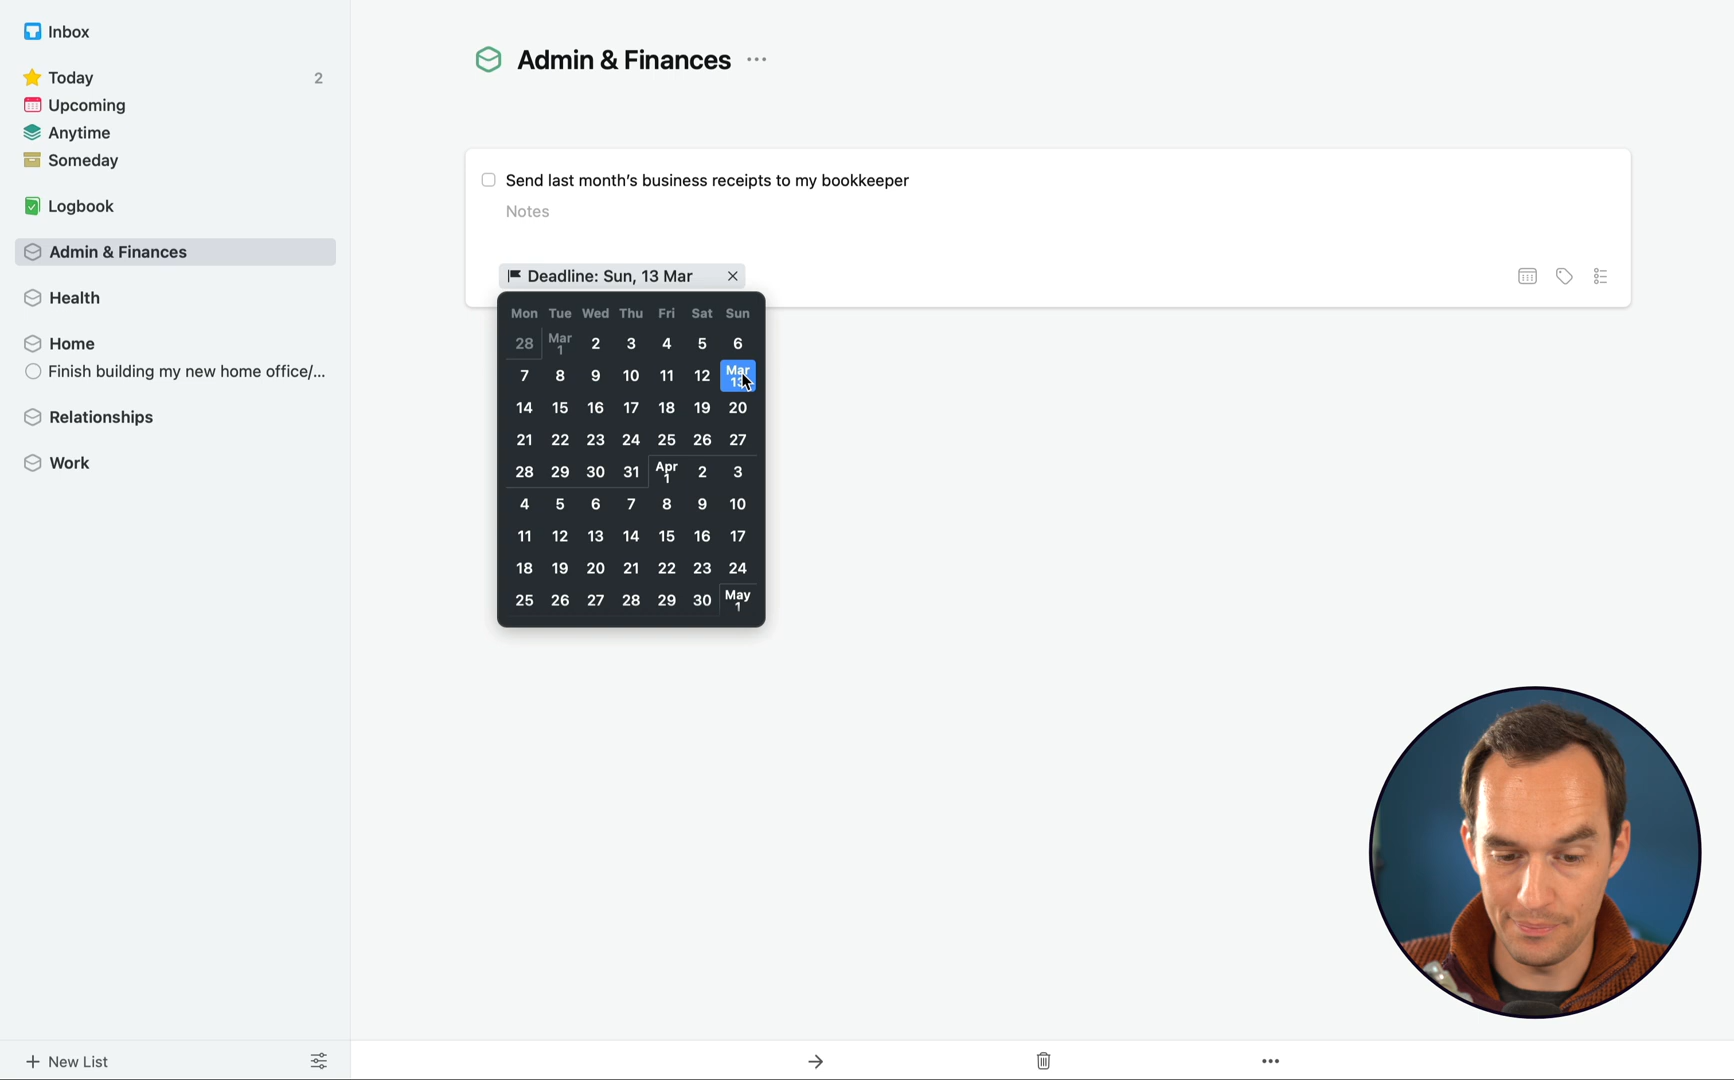 Inbox
Today 2
Upcoming
Anytime
Someday
Logbook
Admin & Finances
Health
Home
Finish building my new home office/...
Relationships
Work
New List
Admin & Finances
Send last month's business receipts to my bookkeeper
Notes
Deadline: Sun, 13 Mar
Mon Tue Wed Thu Fri Sat Sun
28 Mar 1 2 3 4 5 6
7 8 9 10 11 12 Mar 13
14 15 16 17 18 19 20
21 22 23 24 25 26 27
28 29 30 31 Apr 1 2 3
4 5 6 7 8 9 10
11 12 13 14 15 16 17
18 19 20 21 22 23 24
25 26 27 28 29 30 May 1